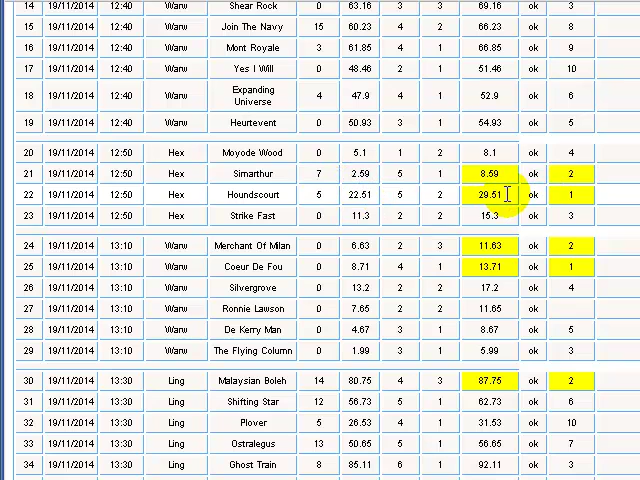 14 19/11/2014 12:40 Warw Shear Rock 0 63.16 3 3 69.16 ok 3
15 19/11/2014 12:40 Warw Join The Navy 15 60.23 4 2 66.23 ok 8
16 19/11/2014 12:40 Warw Mont Royale 3 61.85 4 1 66.85 ok 9
17 19/11/2014 12:40 Warw Yes I Will 0 48.46 2 1 51.46 ok 10
18 19/11/2014 12:40 Warw Expanding Universe 4 47.9 4 1 52.9 ok 6
19 19/11/2014 12:40 Warw Heurtevent 0 50.93 3 1 54.93 ok 5
20 19/11/2014 12:50 Hex Moyode Wood 0 5.1 1 2 8.1 ok 4
21 19/11/2014 12:50 Hex Simarthur 7 2.59 5 1 8.59 ok 2
22 19/11/2014 12:50 Hex Houndscourt 5 22.51 5 2 29.51 ok 1
23 19/11/2014 12:50 Hex Strike Fast 0 11.3 2 2 15.3 ok 3
24 19/11/2014 13:10 Warw Merchant Of Milan 0 6.63 2 3 11.63 ok 2
25 19/11/2014 13:10 Warw Coeur De Fou 0 8.71 4 1 13.71 ok 1
26 19/11/2014 13:10 Warw Silvergrove 0 13.2 2 2 17.2 ok 4
27 19/11/2014 13:10 Warw Ronnie Lawson 0 7.65 2 2 11.65 ok
28 19/11/2014 13:10 Warw De Kerry Man 0 4.67 3 1 8.67 ok 5
29 19/11/2014 13:10 Warw The Flying Column 0 1.99 3 1 5.99 ok 3
30 19/11/2014 13:30 Ling Malaysian Boleh 14 80.75 4 3 87.75 ok 2
31 19/11/2014 13:30 Ling Shifting Star 12 56.73 5 1 62.73 ok 6
32 19/11/2014 13:30 Ling Plover 5 26.53 4 1 31.53 ok 10
33 19/11/2014 13:30 Ling Ostralegus 13 50.65 5 1 56.65 ok 7
34 19/11/2014 13:30 Ling Ghost Train 8 85.11 6 1 92.11 ok 3